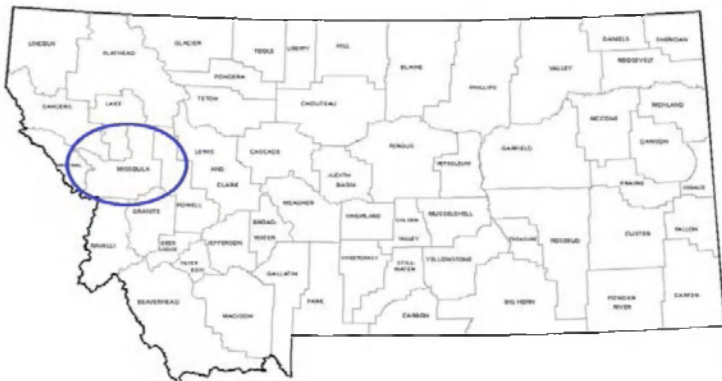 LINCOLN
FLATHEAD
GLACIER
TOOLE
LIBERTY
HILL
BLAINE
PHILLIPS
VALLEY
DANIELS
SHERIDAN
ROOSEVELT
PONDERA
TETON
CHOUTEAU
SANDERS
LAKE
RICHLAND
MCCONE
DAWSON
GARFIELD
FERGUS
PETROLEUM
CASCADE
JUDITH
BASIN
LEWIS
AND
CLARK
MISSOULA
PRAIRIE
WIBAUX
POWELL
GRANITE
MEAGHER
WHEATLAND
GOLDEN
VALLEY
MUSSELSHELL
TREASURE
ROSEBUD
CUSTER
FALLON
RAVALLI
DEER
LODGE
JEFFERSON
BROAD-
WATER
SILVER
BOW
GALLATIN
SWEETGRASS
STILL
WATER
YELLOWSTONE
BEAVERHEAD
MADISON
PARK
CARBON
BIG HORN
POWDER
RIVER
CARTER